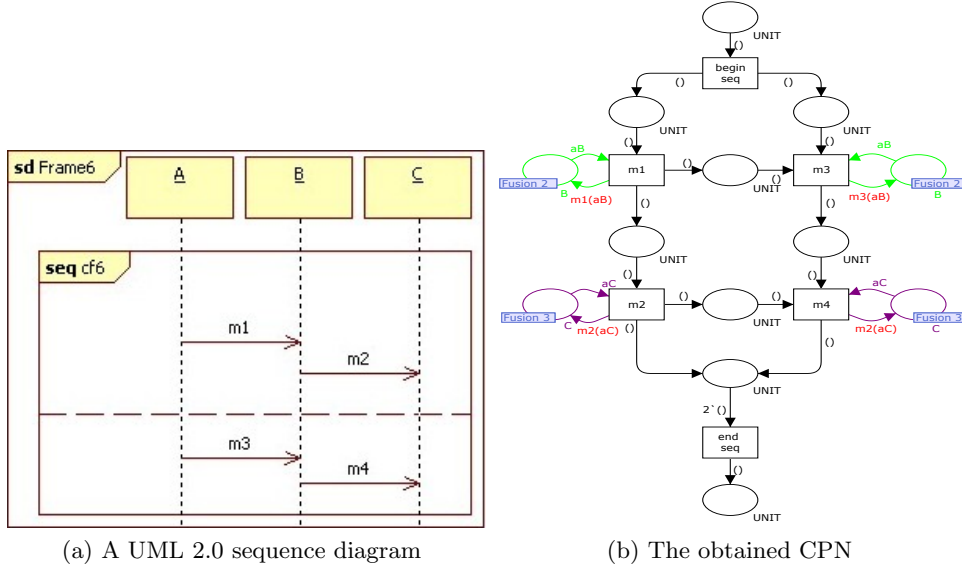 sd Frame6
A
B
C
seq cf6
m1
m2
m3
m4
(a) A UML 2.0 sequence diagram
UNIT
()
begin
seq
()
()
UNIT
UNIT
()
()
aB
Fusion 2
B
m1(aB)
m1
()
UNIT
()
m3
aB
Fusion 2
B
m3(aB)
()
()
UNIT
UNIT
()
()
aC
Fusion 3
C
m2(aC)
m2
()
UNIT
()
m4
aC
Fusion 3
C
m2(aC)
()
()
UNIT
2`()
end
seq
()
UNIT
(b) The obtained CPN